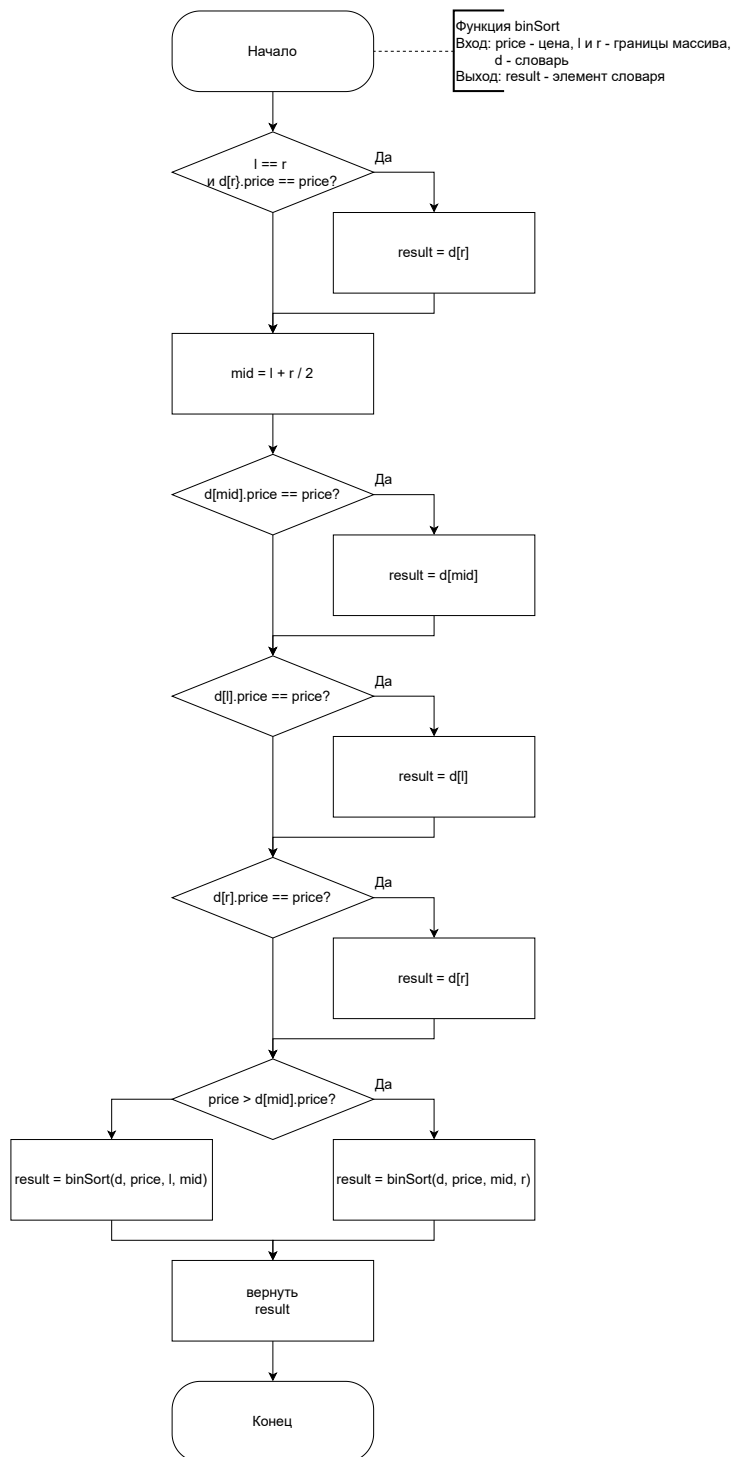 Начало
Функция binSort
Вход: price - цена, l и r - границы массива,
d - словарь
Выход: result - элемент словаря
l == r
и d[r}.price == price?
Да
result = d[r]
mid = l + r / 2
d[mid].price == price?
Да
result = d[mid]
d[l].price == price?
Да
result = d[l]
d[r].price == price?
Да
result = d[r]
price > d[mid].price?
Да
result = binSort(d, price, l, mid)
result = binSort(d, price, mid, r)
вернуть
result
Конец